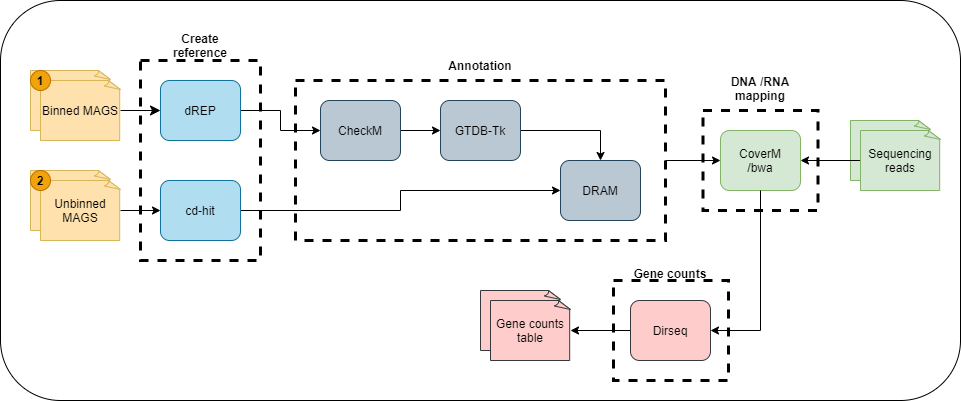 Create
reference
Annotation
DNA /RNA
mapping
1
Binned MAGS
dREP
CheckM
GTDB-Tk
CoverM
/bwa
Sequencing
reads
2
Unbinned
MAGS
cd-hit
DRAM
Gene counts
Gene counts
table
Dirseq